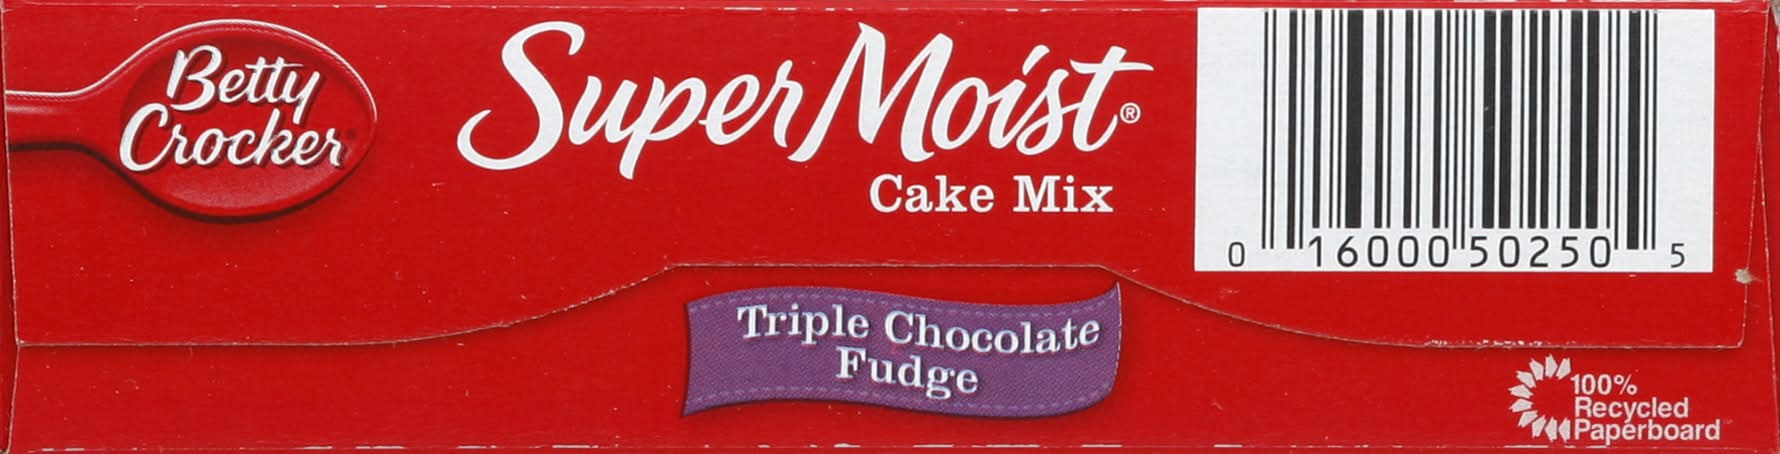 Betty
Crocker
SuperMoist®
Cake Mix
0 16000 50250 5
Triple Chocolate
Fudge
100%
Recycled
Paperboard